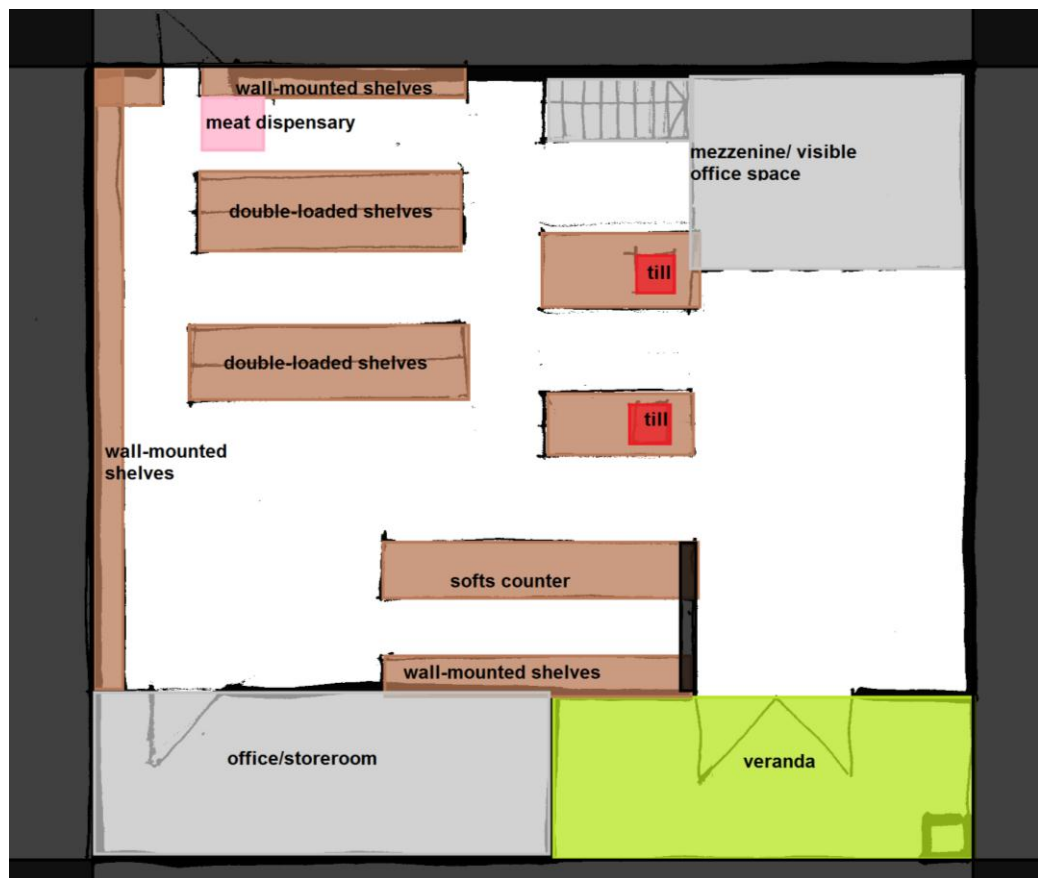 wall-mounted shelves
meat dispensary
mezzenine/ visible
office space
double-loaded shelves
till
double-loaded shelves
till
wall-mounted
shelves
softs counter
wall-mounted shelves
office/storeroom
veranda